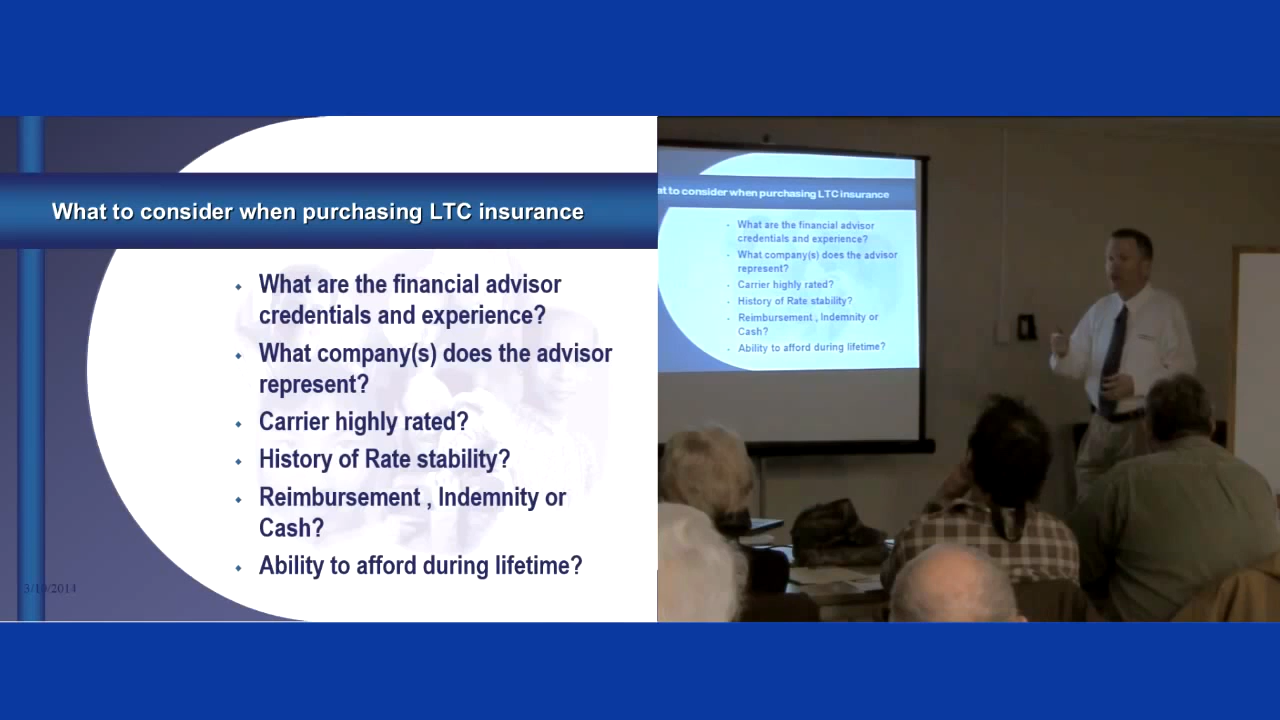 What to consider when purchasing LTC insurance
What are the financial advisor
credentials and experience?
What company(s) does the advisor
represent?
Carrier highly rated?
History of Rate stability?
Reimbursement , Indemnity or
Cash?
Ability to afford during lifetime?
3/10/2014
at to consider when purchasing LTC insurance
What are the financial advisor
credentials and experience?
What company(s) does the advisor
represent?
Carrier highly rated?
History of Rate stability?
Reimbursement , Indemnity or
Cash?
Ability to afford during lifetime?